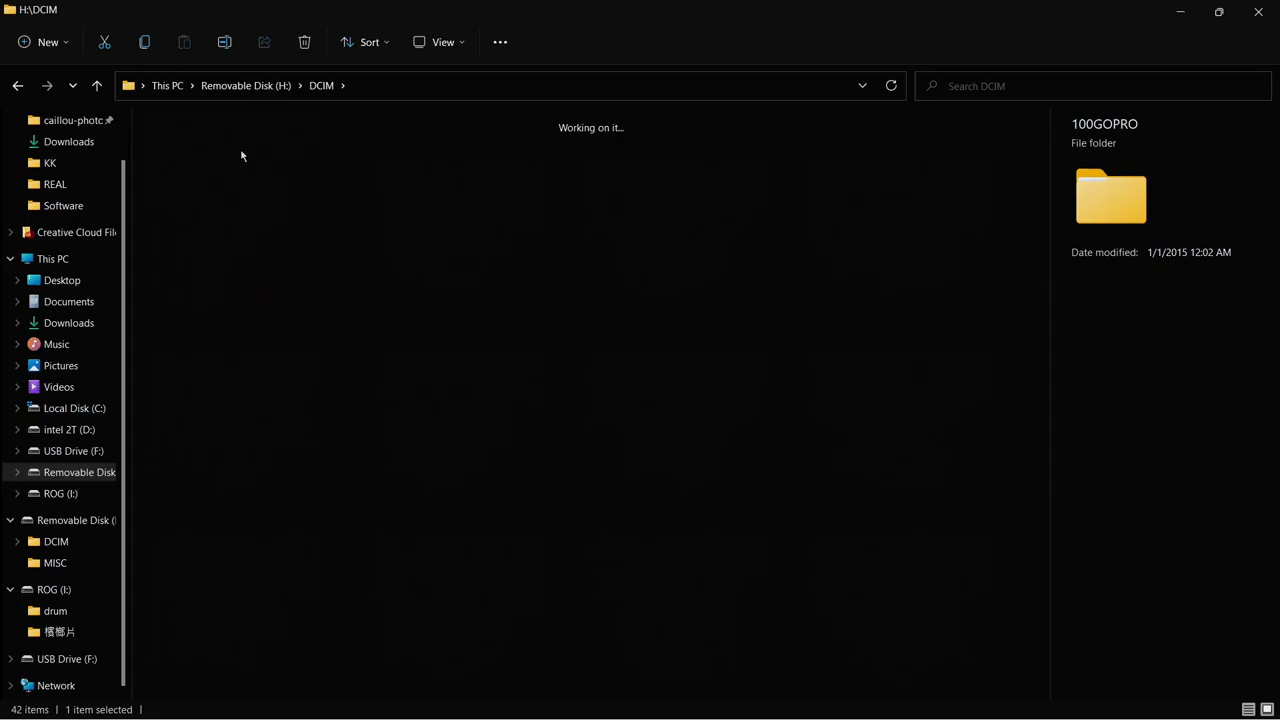 H:\DCIM
New
Sort
View
This PC
Removable Disk (H:)
DCIM
Search DCIM
caillou-photc
Downloads
KK
REAL
Software
Creative Cloud File
This PC
Desktop
Documents
Downloads
Music
Pictures
Videos
Local Disk (C:)
intel 2T (D:)
USB Drive (F:)
Removable Disk
ROG (I:)
Removable Disk (
DCIM
MISC
ROG (I:)
drum
檳榔片
USB Drive (F:)
Network
Working on it...
100GOPRO
File folder
Date modified: 1/1/2015 12:02 AM
42 items
1 item selected